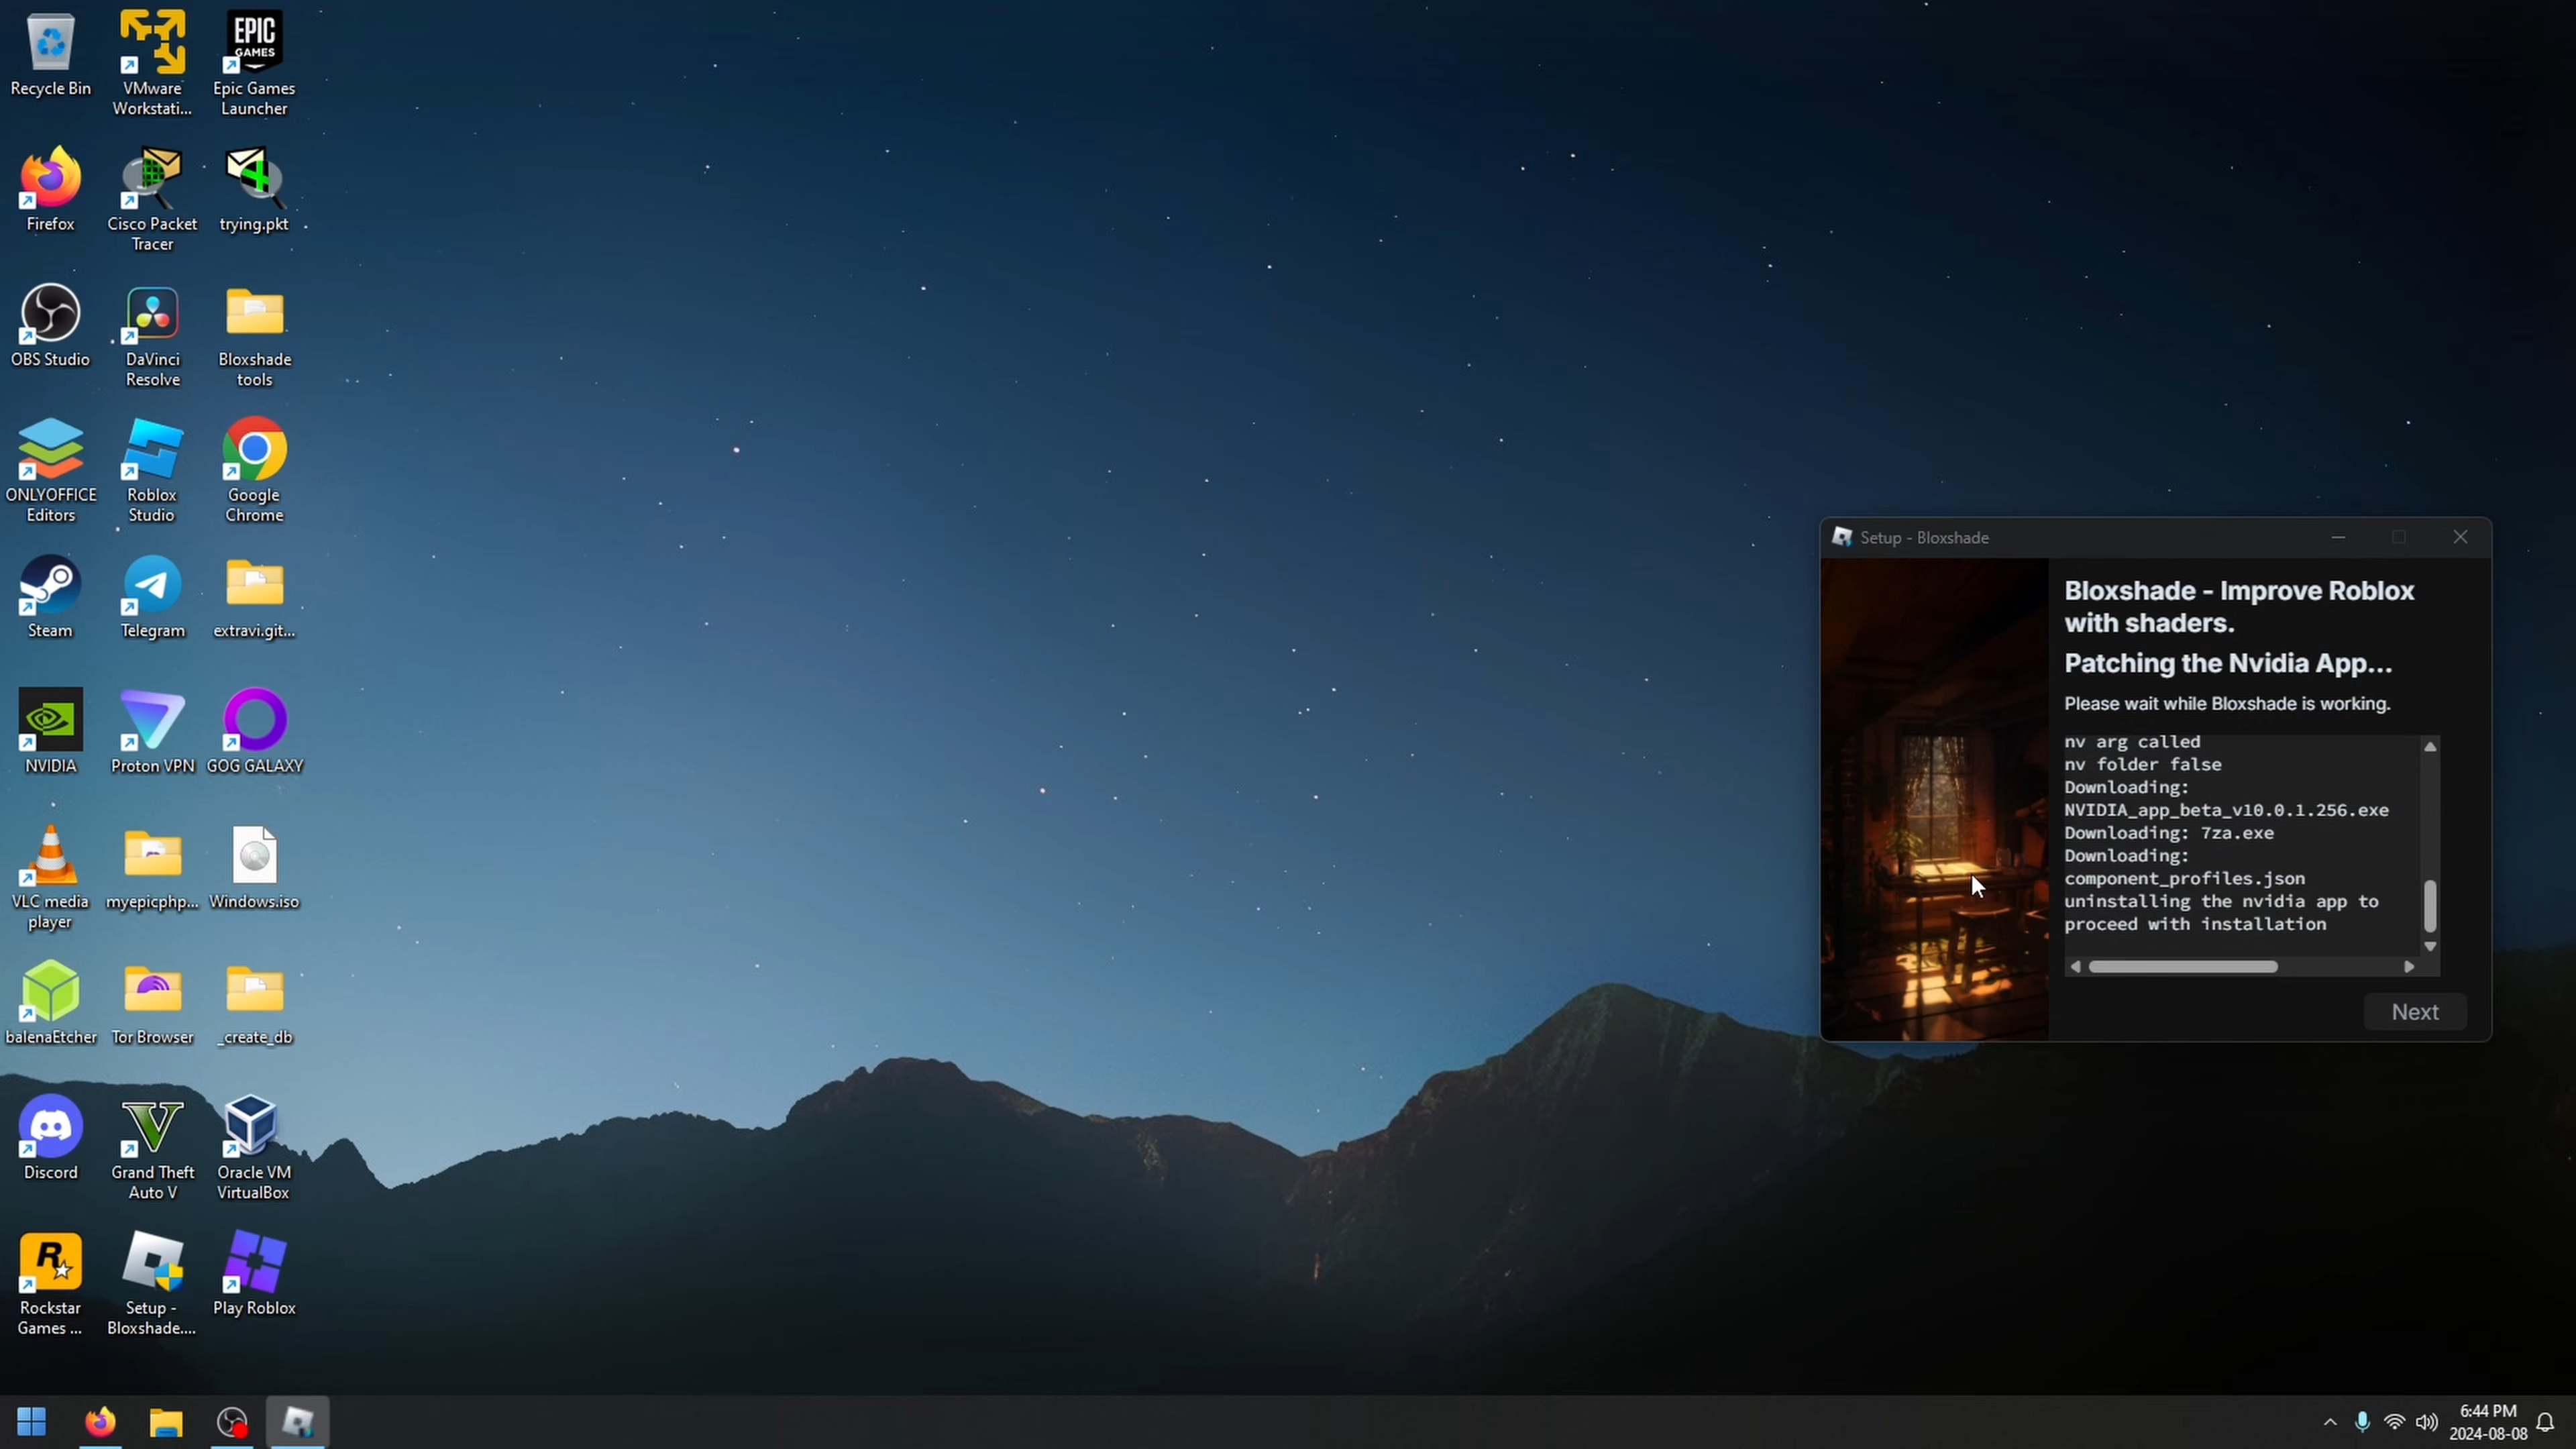 Recycle Bin
VMware
Workstati...
EPIC
GAMES
Epic Games
Launcher
Firefox
Cisco Packet
Tracer
trying.pkt
OBS Studio
DaVinci
Resolve
Bloxshade
tools
ONLYOFFICE
Editors
Roblox
Studio
Google
Chrome
Steam
Telegram
extravi.git...
NVIDIA
Proton VPN
GOG GALAXY
VLC media
player
myepicphp...
Windows.iso
balenaEtcher
Tor Browser
_create_db
Discord
Grand Theft
Auto V
Oracle VM
VirtualBox
Rockstar
Games ...
Setup -
Bloxshade....
Play Roblox
Setup - Bloxshade
Bloxshade - Improve Roblox
with shaders.
Patching the Nvidia App...
Please wait while Bloxshade is working.
nv arg called
nv folder false
Downloading:
NVIDIA_app_beta_v10.0.1.256.exe
Downloading: 7za.exe
Downloading:
component_profiles.json
uninstalling the nvidia app to
proceed with installation
Next
6:44 PM
2024-08-08